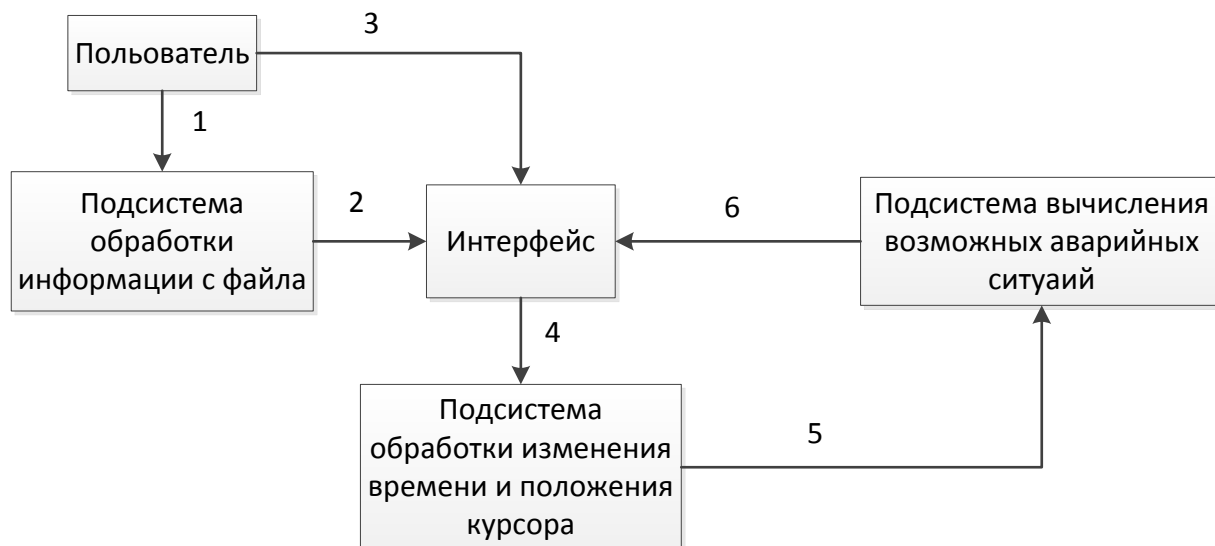 Польователь
3
1
Подсистема
обработки
информации с файла
2
Интерфейс
6
Подсистема вычисления
возможных аварийных
ситуаий
4
Подсистема
обработки изменения
времени и положения
курсора
5